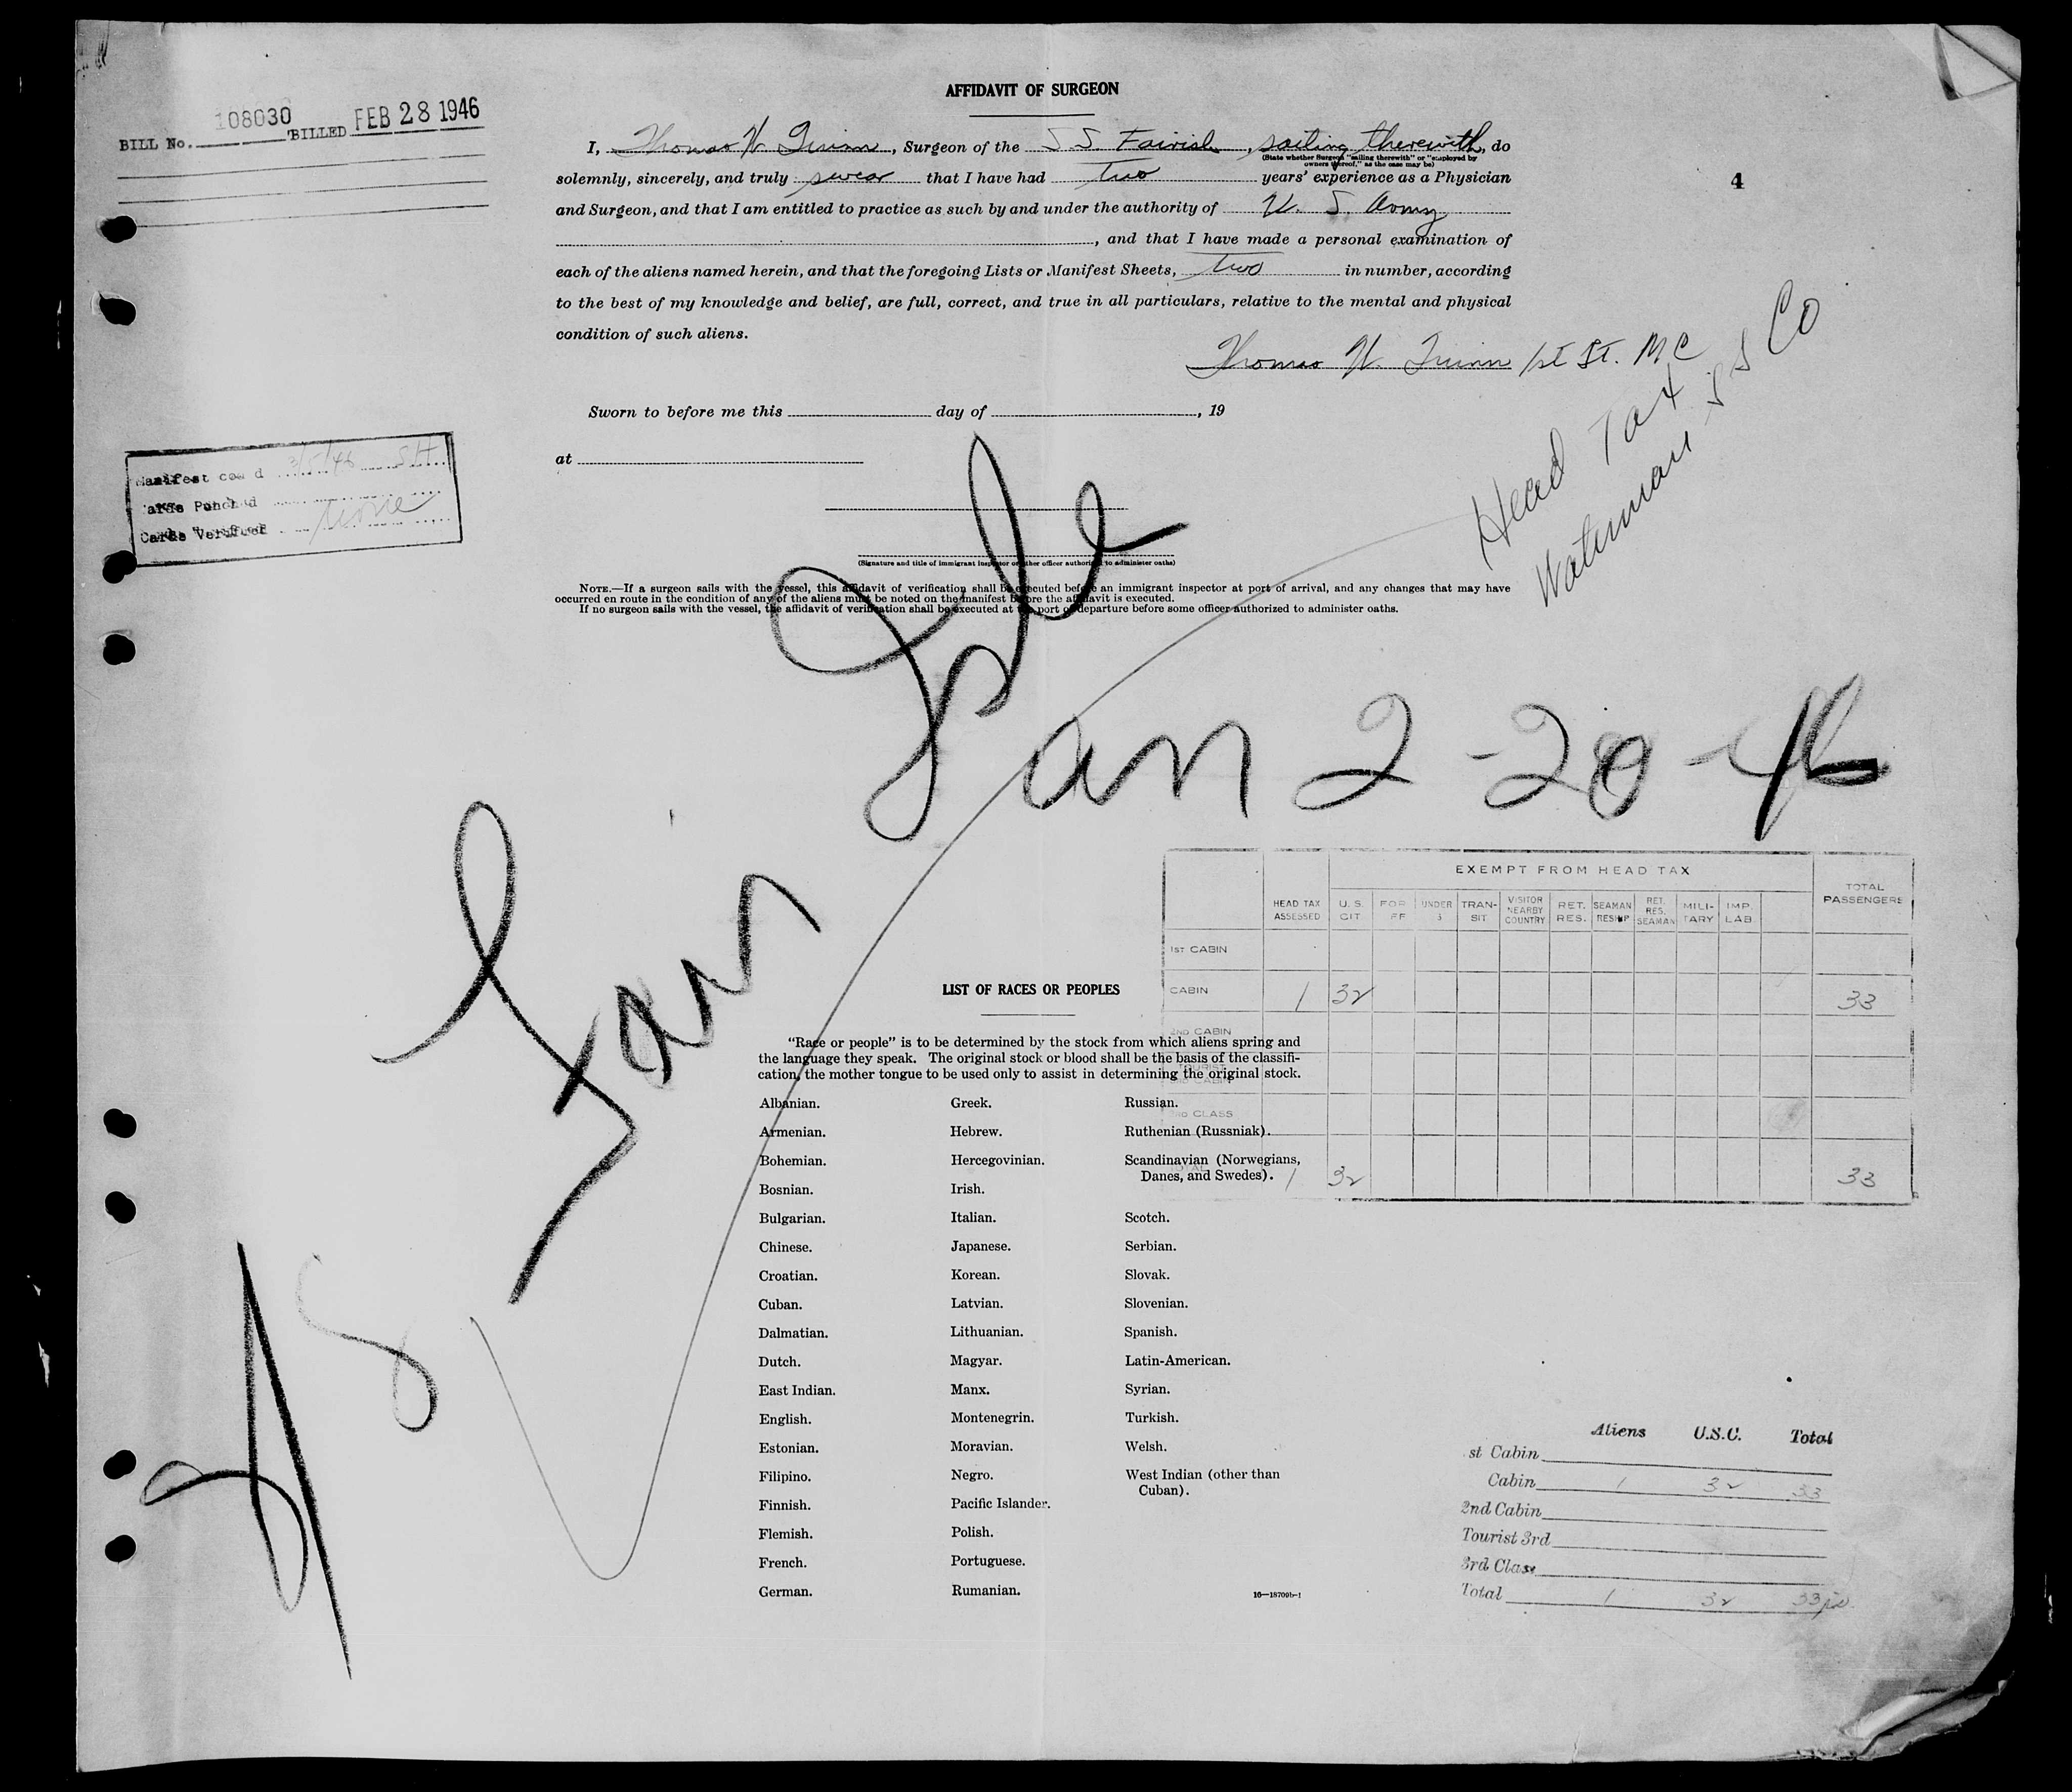 BILL No. 108030 BILLED FEB 28 1946
AFFIDAVIT OF SURGEON
I, Thomas W. Quinn, Surgeon of the S S Fairisle, sailing therewith, do
(State whether Surgeon "sailing therewith" or "employed by
owners thereof," as the case may be)
solemnly, sincerely, and truly swear that I have had two years' experience as a Physician
4
and Surgeon, and that I am entitled to practice as such by and under the authority of U. S. Army
, and that I have made a personal examination of
each of the aliens named herein, and that the foregoing Lists or Manifest Sheets, two in number, according
to the best of my knowledge and belief, are full, correct, and true in all particulars, relative to the mental and physical
condition of such aliens.
Thomas W. Quinn 1st Lt. MC
Head Tax
Waterman SS Co
Sworn to before me this day of , 19
at
Manifest 3/5/46
Cards Punched
Cards Verified none
(Signature and title of immigrant inspector or other officer authorized to administer oaths)
NOTE.—If a surgeon sails with the vessel, this affidavit of verification shall be executed before an immigrant inspector at port of arrival, and any changes that may have
occurred en route in the condition of any of the aliens must be noted on the manifest before the affidavit is executed.
If no surgeon sails with the vessel, the affidavit of verification shall be executed at the port of departure before some officer authorized to administer oaths.
SS Fair Isle
an 2-20-46
EXEMPT FROM HEAD TAX
HEAD TAX ASSESSED U.S. CIT UNDER TRANSIT VISITOR NEARBY COUNTRY RET. RES. SEAMAN RESHIP RET. RES. SEAMAN MILITARY IMP. LAB. TOTAL PASSENGERS
1ST CABIN
CABIN 1 32 33
2ND CABIN
TOURIST
3RD CABIN
3RD CLASS
TOTAL 1 32 33
LIST OF RACES OR PEOPLES
"Race or people" is to be determined by the stock from which aliens spring and
the language they speak. The original stock or blood shall be the basis of the classifi-
cation, the mother tongue to be used only to assist in determining the original stock.
Albanian.
Armenian.
Bohemian.
Bosnian.
Bulgarian.
Chinese.
Croatian.
Cuban.
Dalmatian.
Dutch.
East Indian.
English.
Estonian.
Filipino.
Finnish.
Flemish.
French.
German.
Greek.
Hebrew.
Hercegovinian.
Irish.
Italian.
Japanese.
Korean.
Latvian.
Lithuanian.
Magyar.
Manx.
Montenegrin.
Moravian.
Negro.
Pacific Islander.
Polish.
Portuguese.
Rumanian.
Russian.
Ruthenian (Russniak).
Scandinavian (Norwegians,
Danes, and Swedes).
Scotch.
Serbian.
Slovak.
Slovenian.
Spanish.
Latin-American.
Syrian.
Turkish.
Welsh.
West Indian (other than
Cuban).
16—18709b-1
Aliens U.S.C. Total
st Cabin
Cabin 1 32 33
2nd Cabin
Tourist 3rd
3rd Class
Total 1 32 33